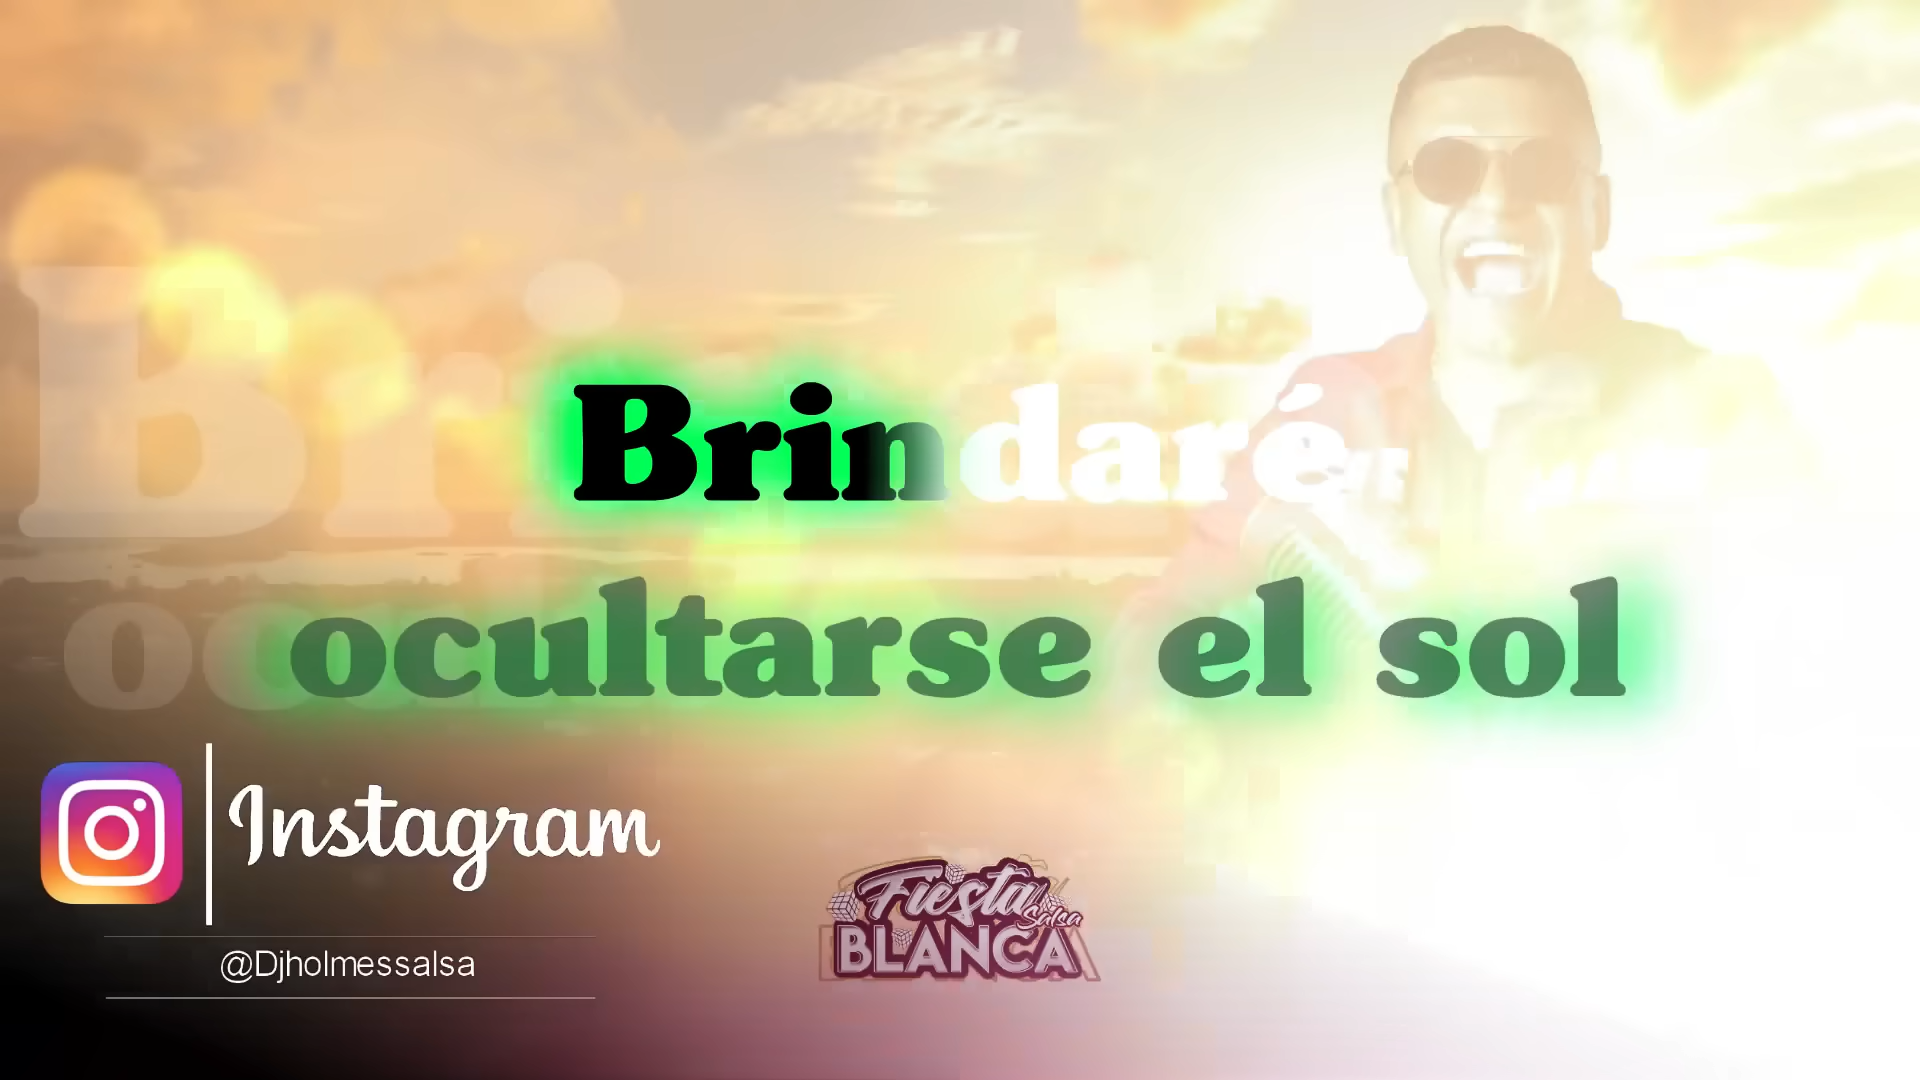 Brindaré
ocultarse el sol
Instagram
@Djholmessalsa
Fiesta
Salsa
BLANCA